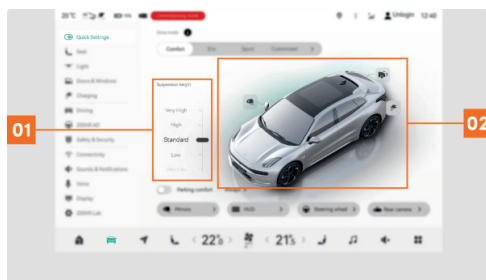 20°C
Unlogin 12:40
Quick Settings
Drive mode
Comfort Eco Sport Customized
Seat
Light
Doors & Windows
Charging
Driving
ZEEKR AD
Safety & Security
Connectivity
Sounds & Notifications
Voice
Display
ZEEKR Lab
Suspension height
Very High
High
Standard
Low
01
02
Parking comfort Always >
Mirrors >
HUD >
Steering wheel >
Rear camera >
< 22°5 >
< 21°5 >